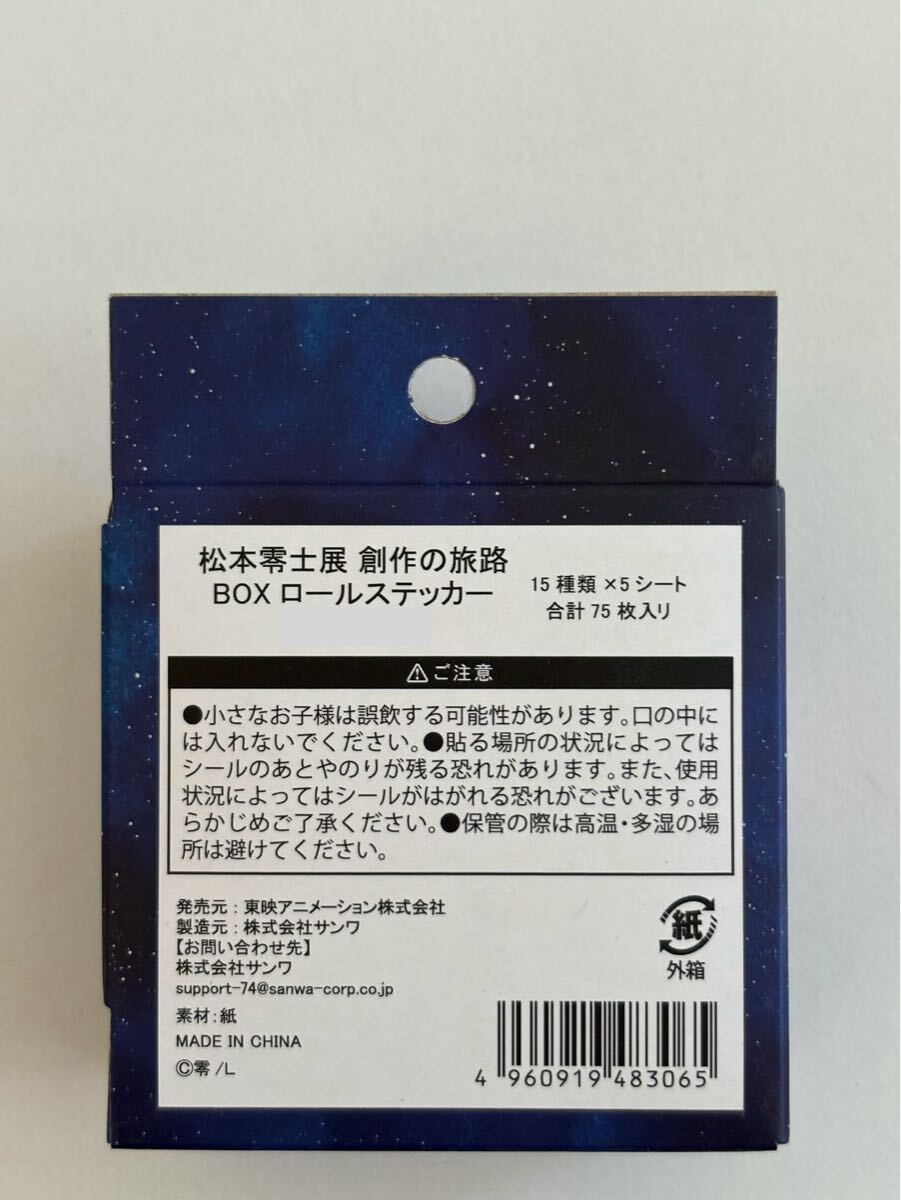 松本零士展 創作の旅路
BOX ロールステッカー
15 種類 ×5 シート
合計 75 枚入り
⚠ご注意
●小さなお子様は誤飲する可能性があります。口の中に
は入れないでください。●貼る場所の状況によっては
シールのあとやのりが残る恐れがあります。また、使用
状況によってはシールがはがれる恐れがございます。あ
らかじめご了承ください。●保管の際は高温・多湿の場
所は避けてください。
発売元：東映アニメーション株式会社
製造元：株式会社サンワ
【お問い合わせ先】
株式会社サンワ
support-74@sanwa-corp.co.jp
素材：紙
MADE IN CHINA
©零/L
紙
外箱
4 960919 483065